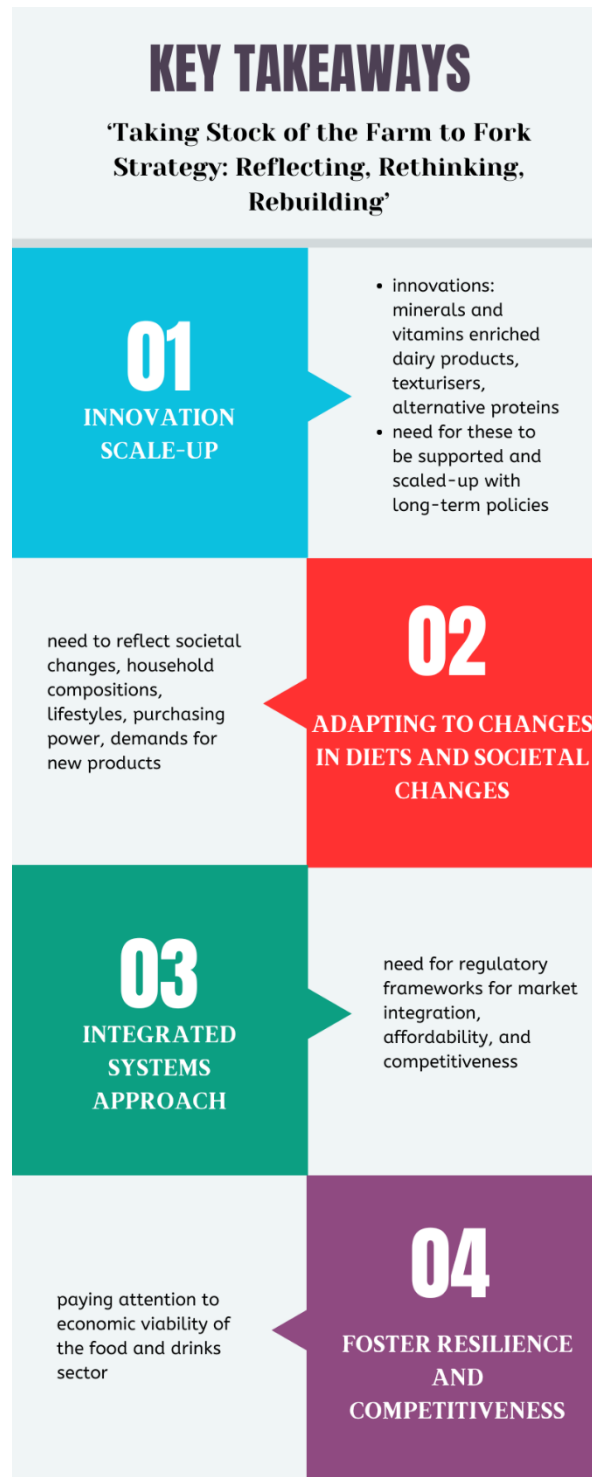 KEY TAKEAWAYS
‘Taking Stock of the Farm to Fork
Strategy: Reflecting, Rethinking,
Rebuilding’
01
INNOVATION
SCALE-UP
• innovations:
minerals and
vitamins enriched
dairy products,
texturisers,
alternative proteins
• need for these to
be supported and
scaled-up with
long-term policies
02
ADAPTING TO CHANGES
IN DIETS AND SOCIETAL
CHANGES
need to reflect societal
changes, household
compositions,
lifestyles, purchasing
power, demands for
new products
03
INTEGRATED
SYSTEMS
APPROACH
need for regulatory
frameworks for market
integration,
affordability, and
competitiveness
04
FOSTER RESILIENCE
AND
COMPETITIVENESS
paying attention to
economic viability of
the food and drinks
sector